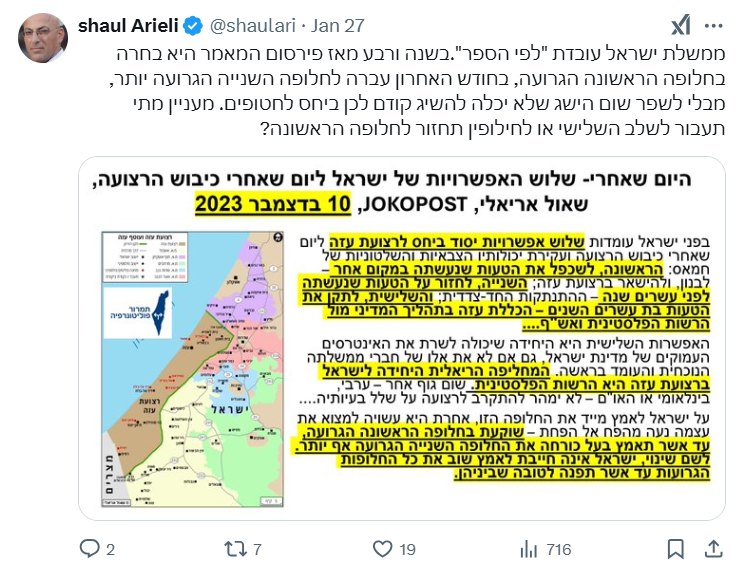 shaul Arieli @shaulari · Jan 27
ממשלת ישראל עובדת "לפי הספר".בשנה ורבע מאז פירסום המאמר היא בחרה
בחלופה הראשונה הגרועה, בחודש האחרון עברה לחלופה השנייה הגרועה יותר,
מבלי לשפר שום הישג שלא יכלה להשיג קודם לכן ביחס לחטופים. מעניין מתי
תעבור לשלב השלישי או לחילופין תחזור לחלופה הראשונה?
היום שאחרי- שלוש האפשרויות של ישראל ליום שאחרי כיבוש הרצועה,
שאול אריאלי, JOKOPOST, 10 בדצמבר 2023
בפני ישראל עומדות שלוש אפשרויות יסוד ביחס לרצועת עזה ליום
שאחרי כיבוש הרצועה ועקירת יכולותיו הצבאיות והשלטוניות של
חמאס: הראשונה, לשכפל את הטעות שנעשתה במקום אחר –
לבנון, ולהישאר ברצועת עזה; השנייה, לחזור על הטעות שנעשתה
לפני עשרים שנה – ההתנתקות החד-צדדית; והשלישית, לתקן את
הטעות בת עשרים השנים – הכללת עזה בתהליך המדיני מול
הרשות הפלסטינית ואש"ף....
האפשרות השלישית היא היחידה שיכולה לשרת את האינטרסים
העמוקים של מדינת ישראל, גם אם לא את אלו של חברי ממשלתה
הנוכחית והעומד בראשה. המחליפה הריאלית היחידה לישראל
ברצועת עזה היא הרשות הפלסטינית. שום גוף אחר – ערבי,
בינלאומי או האו"ם – לא ימהר להתקרב לרצועה על שלל בעיותיה....
על ישראל לאמץ מייד את החלופה הזו, אחרת היא עשויה למצוא את
עצמה נעה מהפח אל הפחת – שוקעת בחלופה הראשונה הגרועה,
עד אשר תאמץ בעל כורחה את החלופה השנייה הגרועה אף יותר.
לשם שינוי, ישראל אינה חייבת לאמץ שוב את כל החלופות
הגרועות עד אשר תפנה לטובה שביניהן.
רצועת עזה ועוטף עזה
תמרור
פוליטוגרפיה
רצועת
עזה
ישראל
מצרים
2 7 19 716